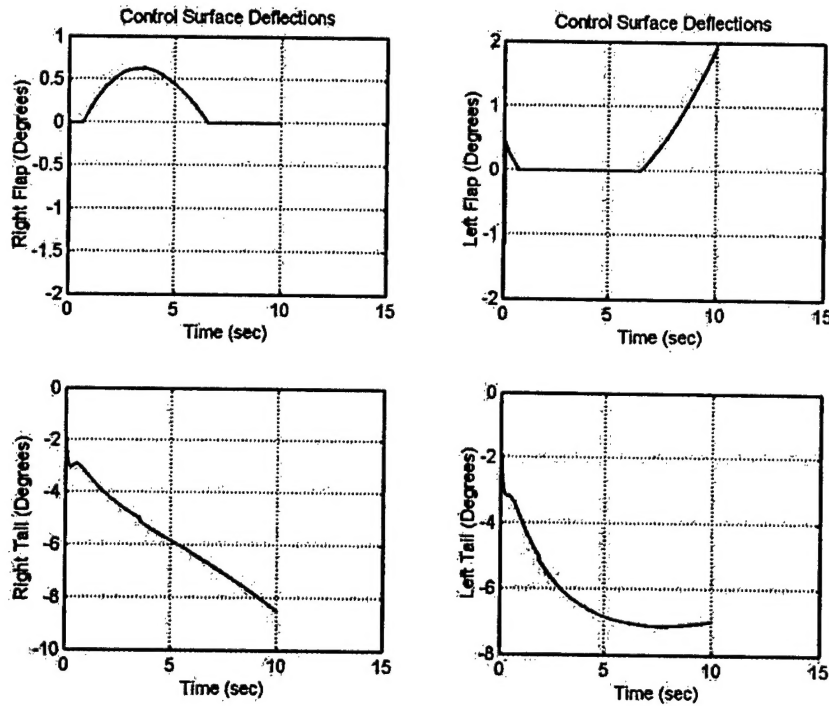 Control Surface Deflections
Right Flap (Degrees)
1
0.5
0
-0.5
-1
-1.5
-2
0 5 10 15
Time (sec)
Control Surface Deflections
Left Flap (Degrees)
2
1
0
-1
-2
0 5 10 15
Time (sec)
Right Tail (Degrees)
0
-2
-4
-6
-8
-10
0 5 10 15
Time (sec)
Left Tail (Degrees)
0
-2
-4
-6
-8
0 5 10 15
Time (sec)